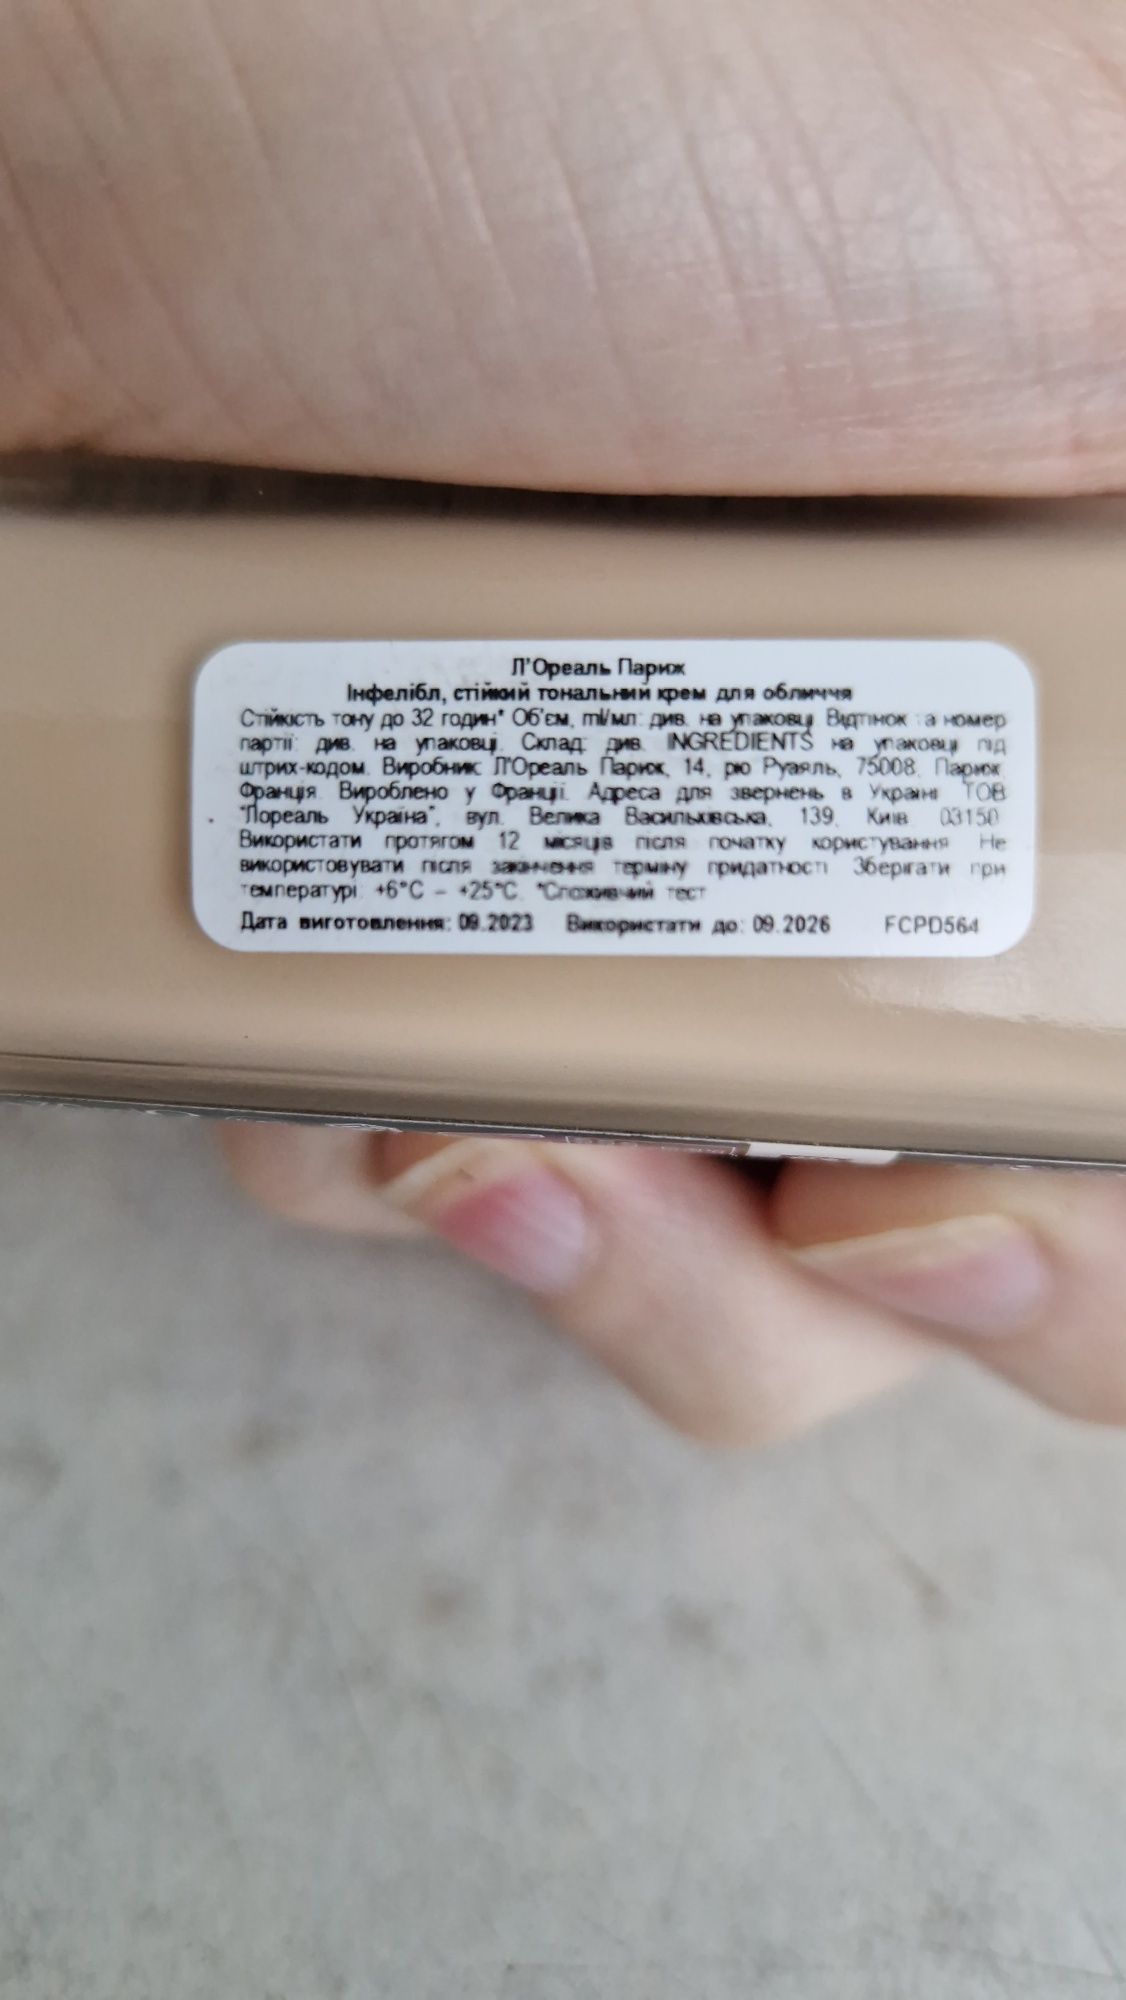 Л'Ореаль Париж
Інфелібл, стійкий тональний крем для обличчя
Стійкість тону до 32 годин* Об'єм, ml/мл: див. на упаковці. Відтінок та номер
партії: див. на упаковці. Склад: див. INGREDIENTS на упаковці під
штрих-кодом. Виробник: Л'Ореаль Париж, 14, рю Руаяль, 75008, Париж,
Франція. Вироблено у Франції. Адреса для звернень в Україні: ТОВ
"Лореаль Україна", вул. Велика Васильківська, 139, Київ, 03150.
Використати протягом 12 місяців після початку користування. Не
використовувати після закінчення терміну придатності. Зберігати при
температурі: +6°C – +25°C. *Споживчий тест
Дата виготовлення: 09.2023 Використати до: 09.2026 FCPD564